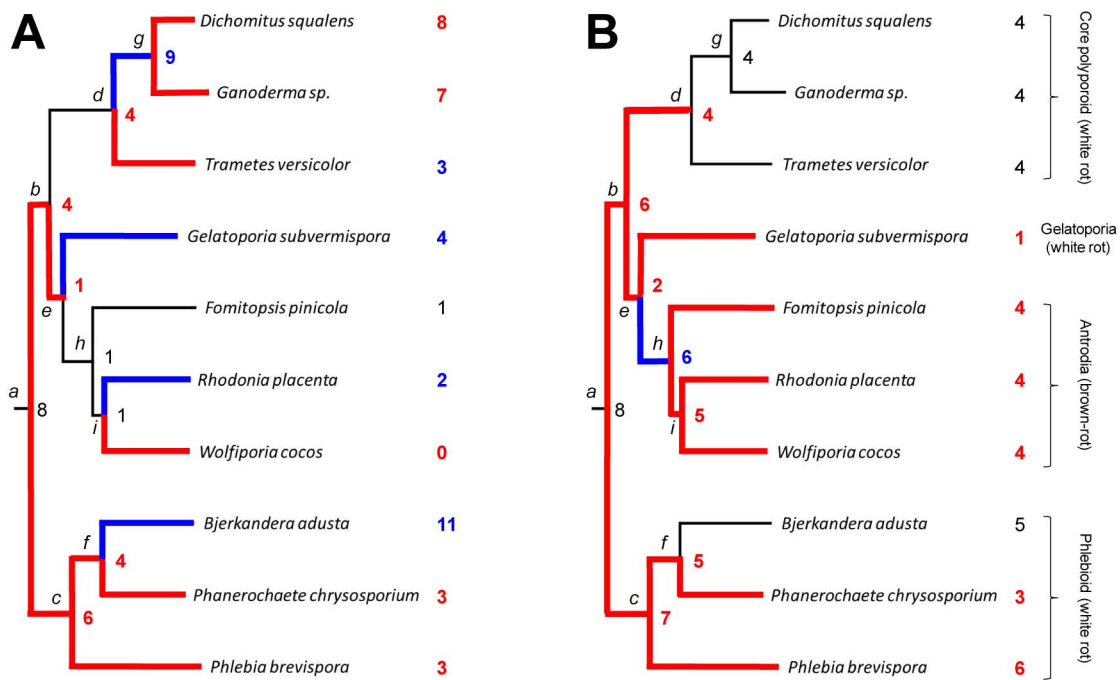 A
g
Dichomitus squalens 8
9
Ganoderma sp. 7
d
4
Trametes versicolor 3
b
4
Gelatoporia subvermispora 4
1
e
Fomitopsis pinicola 1
h
1
Rhodonia placenta 2
a
8
1
i
Wolfiporia cocos 0
Bjerkandera adusta 11
f
4
Phanerochaete chrysosporium 3
c
6
Phlebia brevispora 3
B
g
Dichomitus squalens 4
4
Ganoderma sp. 4
d
4
Trametes versicolor 4
b
6
Gelatoporia subvermispora 1
2
e
Fomitopsis pinicola 4
h
6
Rhodonia placenta 4
a
8
5
i
Wolfiporia cocos 4
Bjerkandera adusta 5
f
5
Phanerochaete chrysosporium 3
c
7
Phlebia brevispora 6
Core polyporoid (white rot)
Gelatoporia
(white rot)
Antrodia (brown-rot)
Phlebioid (white rot)